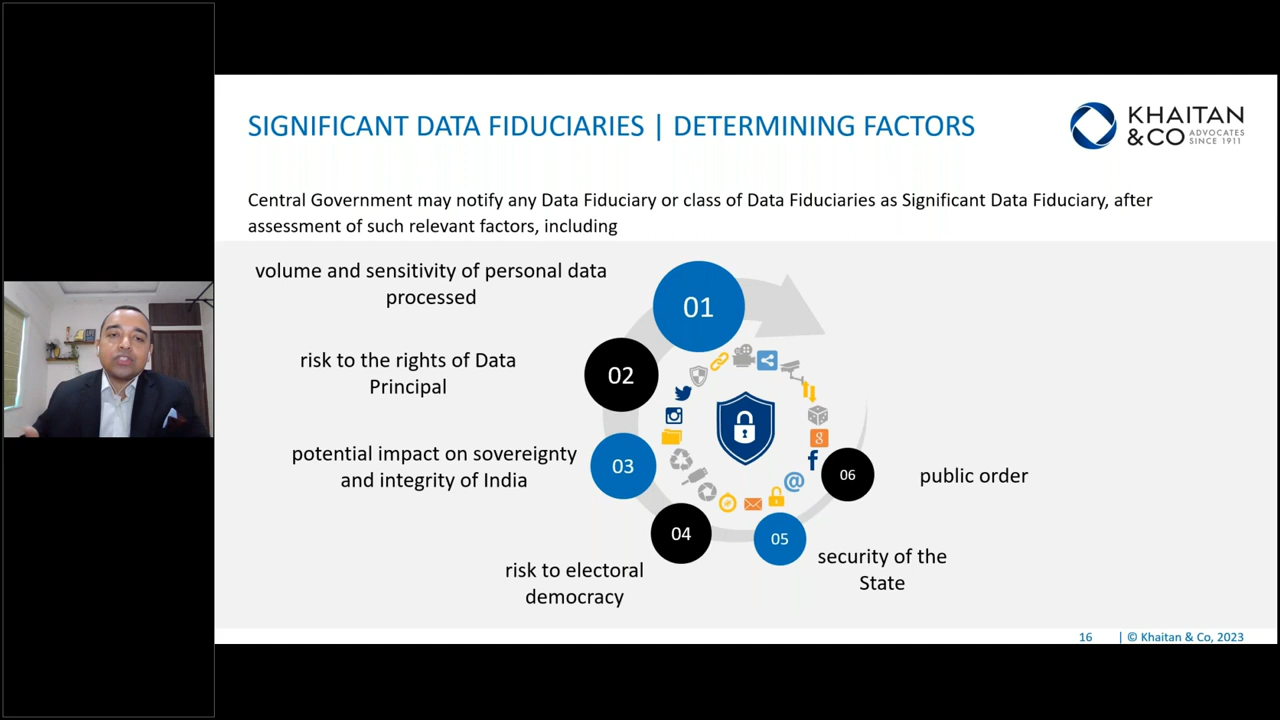 SIGNIFICANT DATA FIDUCIARIES | DETERMINING FACTORS
KHAITAN
&CO ADVOCATES
SINCE 1911
Central Government may notify any Data Fiduciary or class of Data Fiduciaries as Significant Data Fiduciary, after
assessment of such relevant factors, including
01
volume and sensitivity of personal data
processed
02
risk to the rights of Data
Principal
03
potential impact on sovereignty
and integrity of India
04
risk to electoral
democracy
05
security of the
State
06
public order
16 | © Khaitan & Co, 2023